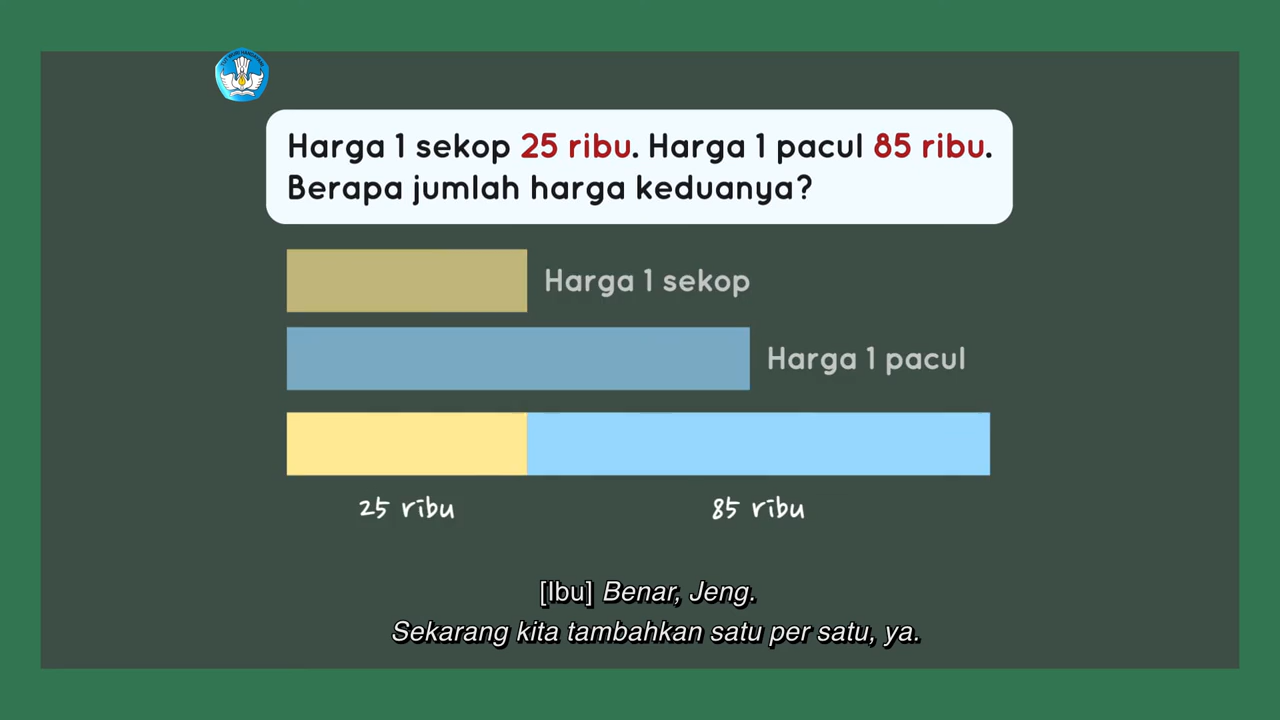 Harga 1 sekop 25 ribu. Harga 1 pacul 85 ribu.
Berapa jumlah harga keduanya?
Harga 1 sekop
Harga 1 pacul
25 ribu
85 ribu
[Ibu] Benar, Jeng.
Sekarang kita tambahkan satu per satu, ya.